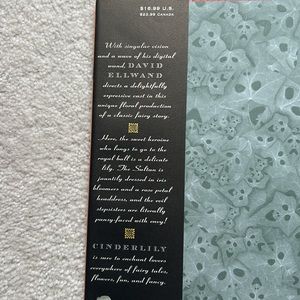 $16.99 U.S.
$23.99 CANADA
With singular vision
and a wave of his digital
wand, DAVID
ELLWAND
directs a delightfully
expressive cast in this
unique floral production
of a classic fairy story.
Here, the sweet heroine
who longs to go to the
royal ball is a delicate
lily. The Sultan is
jauntily dressed in iris
bloomers and a rose petal
headdress, and the evil
stepsisters are literally
pansy-faced with envy!
CINDERLILY
is sure to enchant lovers
everywhere of fairy tales,
flowers, fun, and fancy.